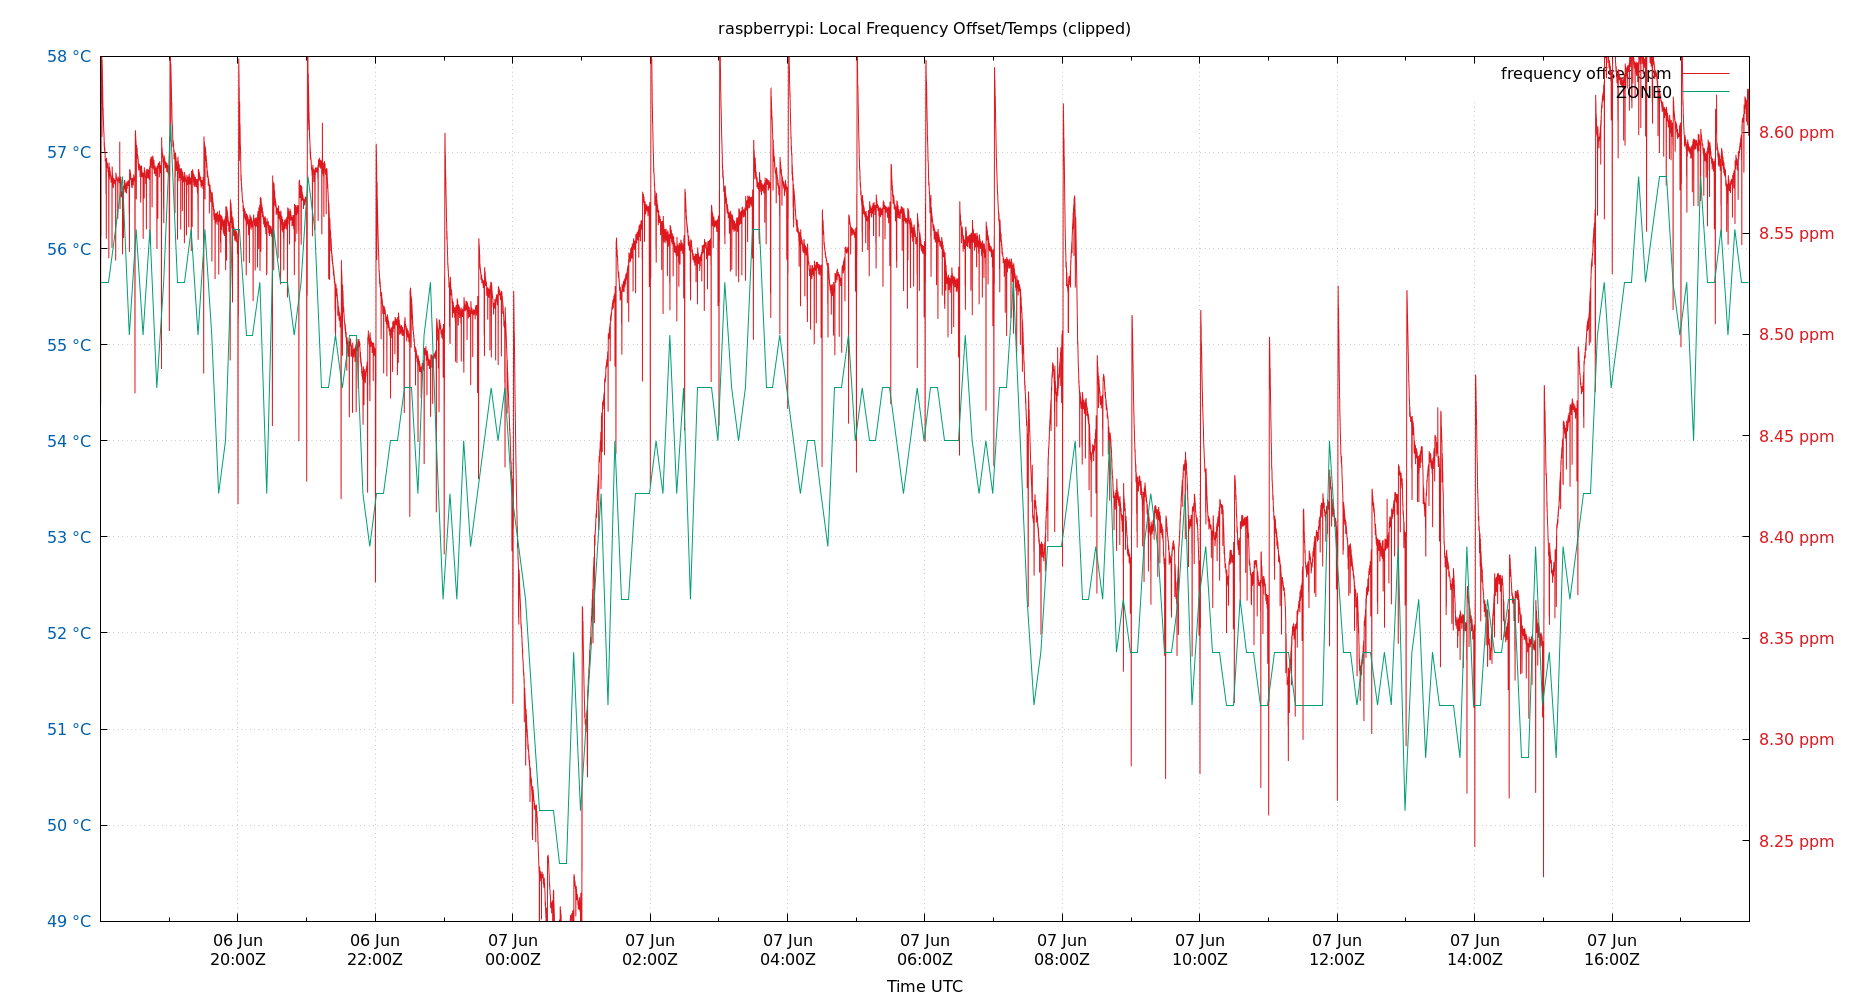 raspberrypi: Local Frequency Offset/Temps (clipped)
58 °C
57 °C
56 °C
55 °C
54 °C
53 °C
52 °C
51 °C
50 °C
49 °C
frequency offset ppm
ZONE0
8.60 ppm
8.55 ppm
8.50 ppm
8.45 ppm
8.40 ppm
8.35 ppm
8.30 ppm
8.25 ppm
06 Jun
20:00Z
06 Jun
22:00Z
07 Jun
00:00Z
07 Jun
02:00Z
07 Jun
04:00Z
07 Jun
06:00Z
07 Jun
08:00Z
07 Jun
10:00Z
07 Jun
12:00Z
07 Jun
14:00Z
07 Jun
16:00Z
Time UTC